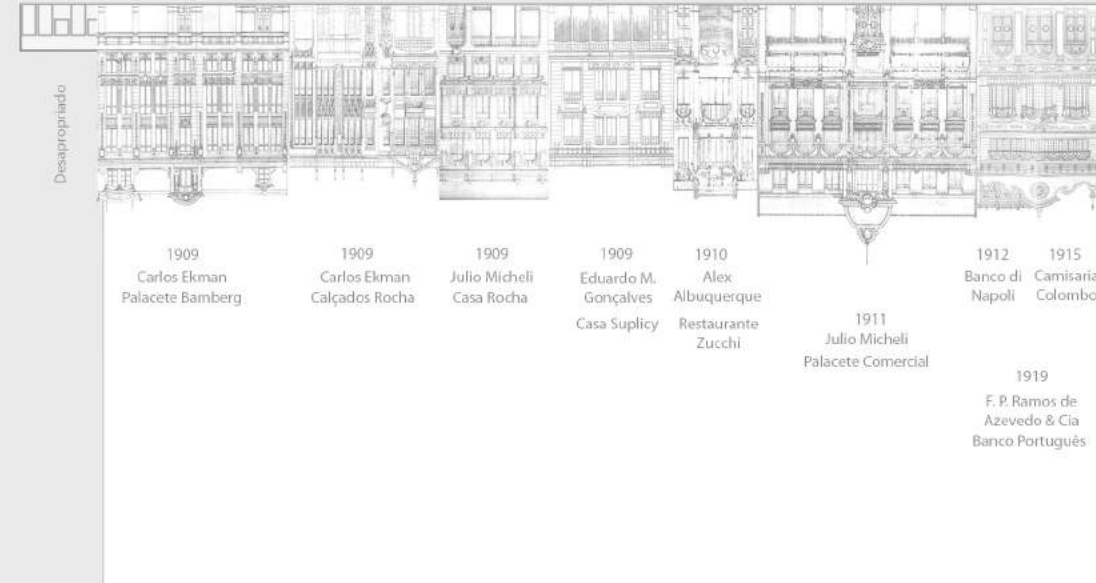 Desapropriado
1909
Carlos Ekman
Palacete Bamberg
1909
Carlos Ekman
Calçados Rocha
1909
Julio Micheli
Casa Rocha
1909
Eduardo M.
Gonçalves
Casa Suplicy
1910
Alex
Albuquerque
Restaurante
Zucchi
1911
Julio Micheli
Palacete Comercial
1912
Banco di
Napoli
1915
Camisaria
Colombo
1919
F. P. Ramos de
Azevedo & Cia
Banco Português